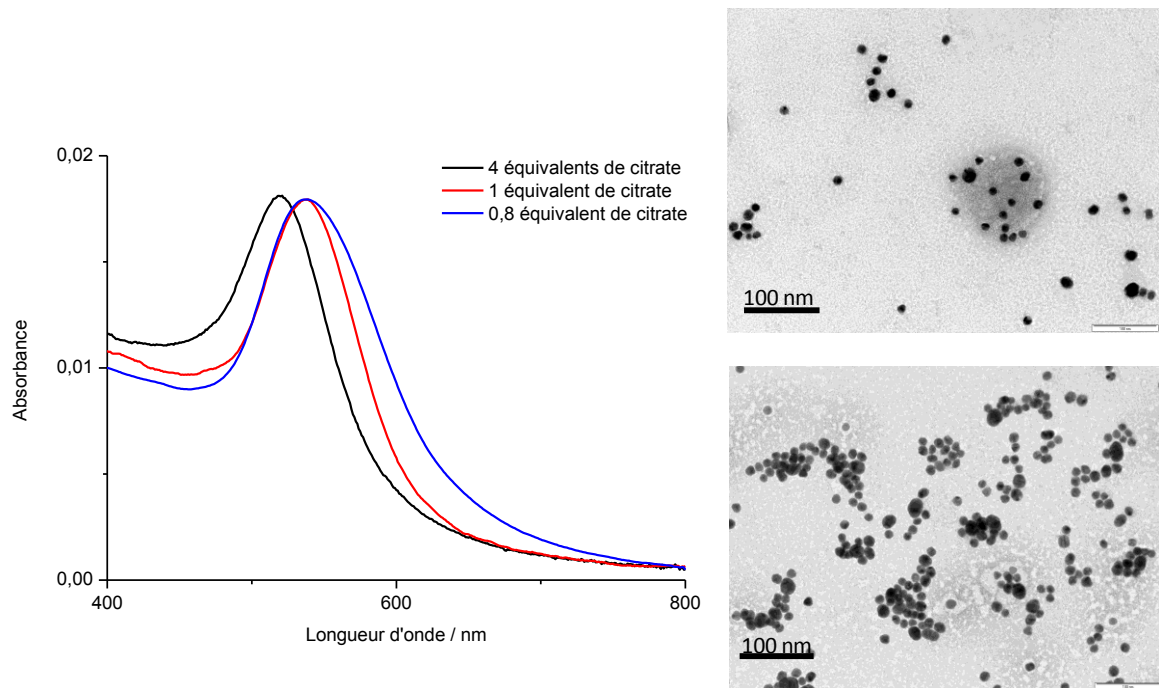 0,02
0,01
0,00
Absorbance
400
600
800
Longueur d'onde / nm
4 équivalents de citrate
1 équivalent de citrate
0,8 équivalent de citrate
100 nm
100 nm